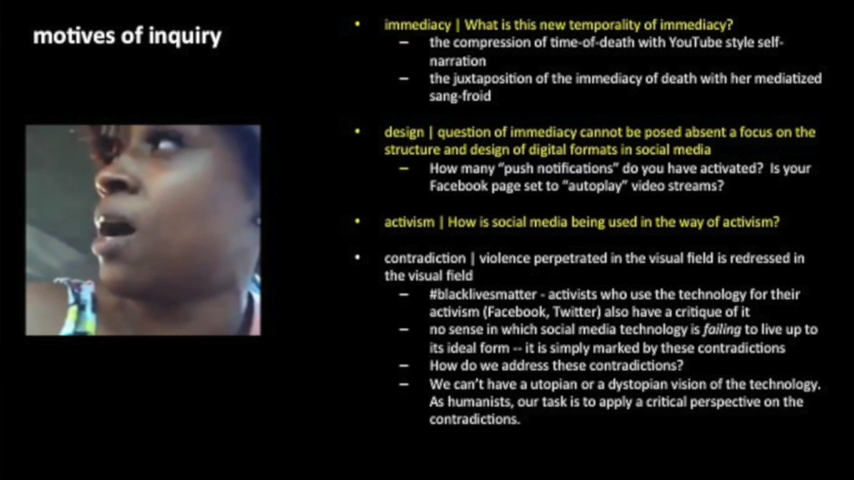 motives of inquiry
• immediacy | What is this new temporality of immediacy?
– the compression of time-of-death with YouTube style self-
narration
– the juxtaposition of the immediacy of death with her mediatized
sang-froid
• design | question of immediacy cannot be posed absent a focus on the
structure and design of digital formats in social media
– How many “push notifications” do you have activated? Is your
Facebook page set to “autoplay” video streams?
• activism | How is social media being used in the way of activism?
• contradiction | violence perpetrated in the visual field is redressed in
the visual field
– #blacklivesmatter - activists who use the technology for their
activism (Facebook, Twitter) also have a critique of it
– no sense in which social media technology is failing to live up to
its ideal form -- it is simply marked by these contradictions
– How do we address these contradictions?
– We can’t have a utopian or a dystopian vision of the technology.
As humanists, our task is to apply a critical perspective on the
contradictions.